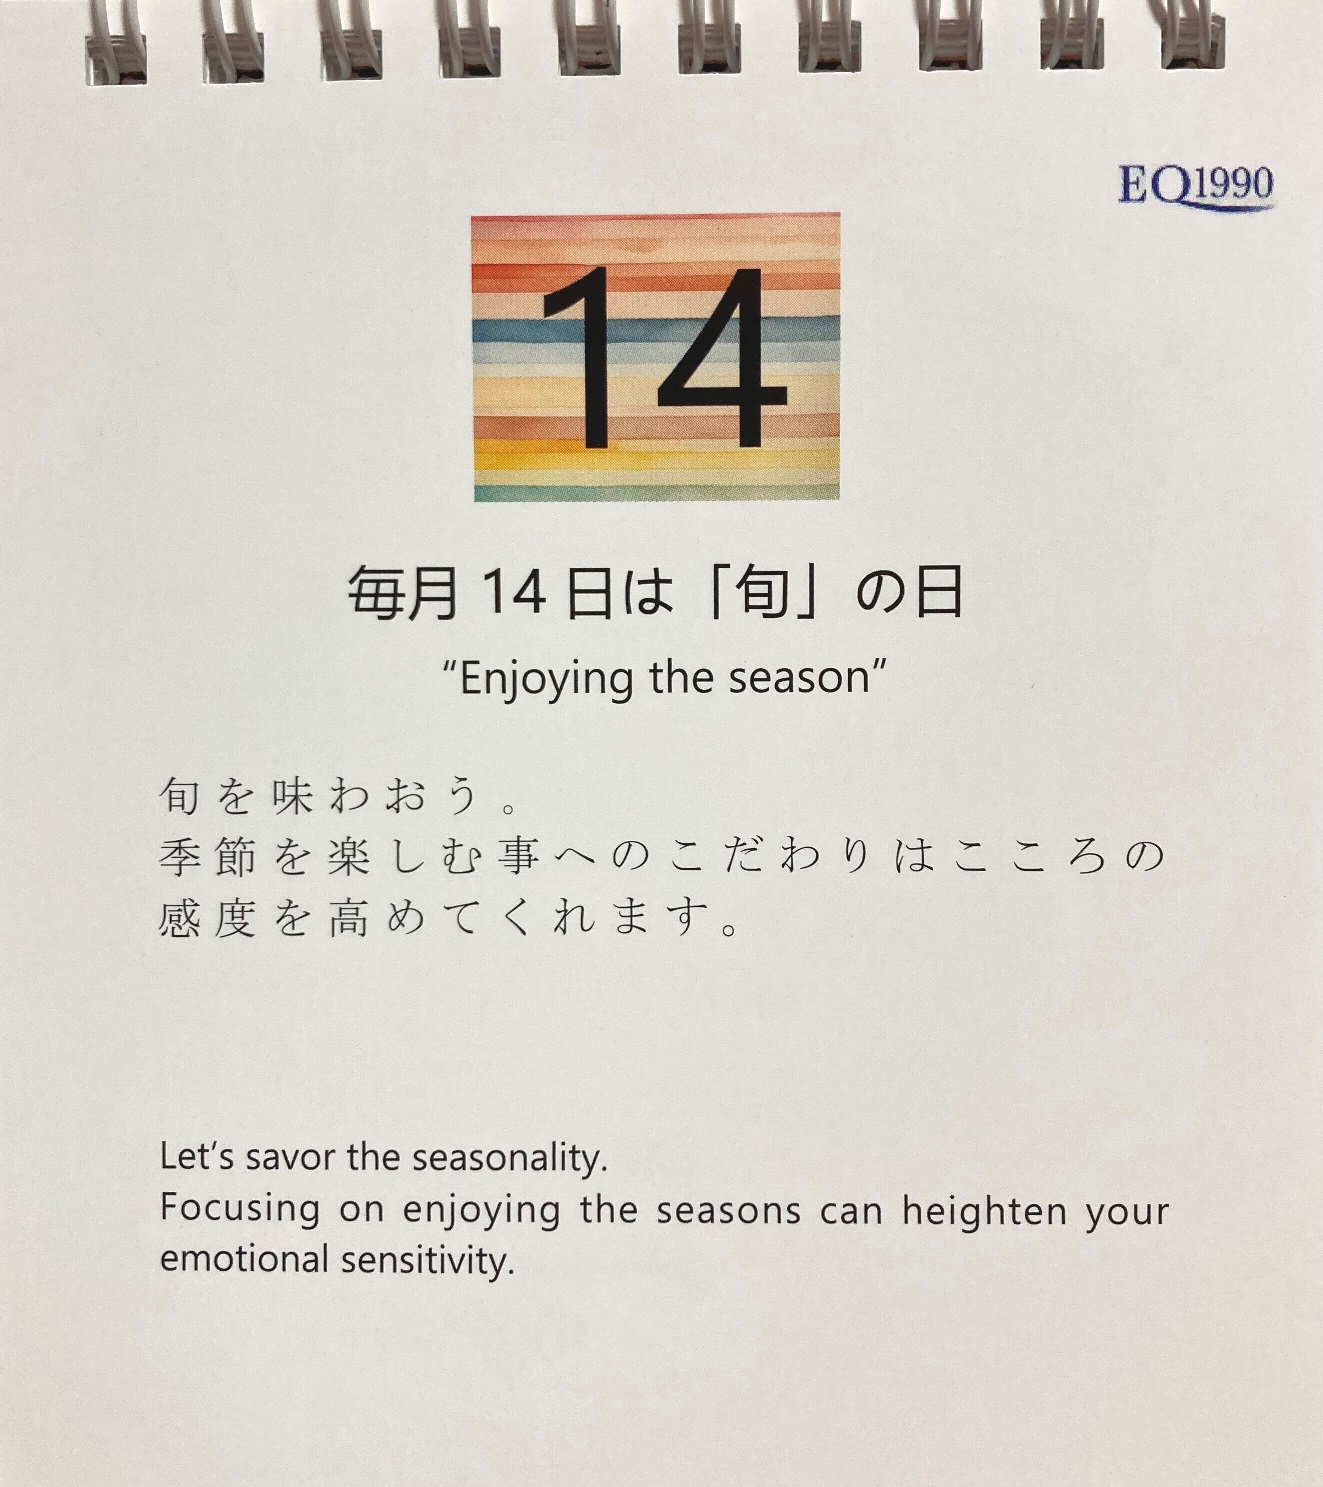 EQ1990
14
毎月 14 日は「旬」の日
“Enjoying the season”
旬を味わおう。
季節を楽しむ事へのこだわりはこころの
感度を高めてくれます。
Let’s savor the seasonality.
Focusing on enjoying the seasons can heighten your
emotional sensitivity.